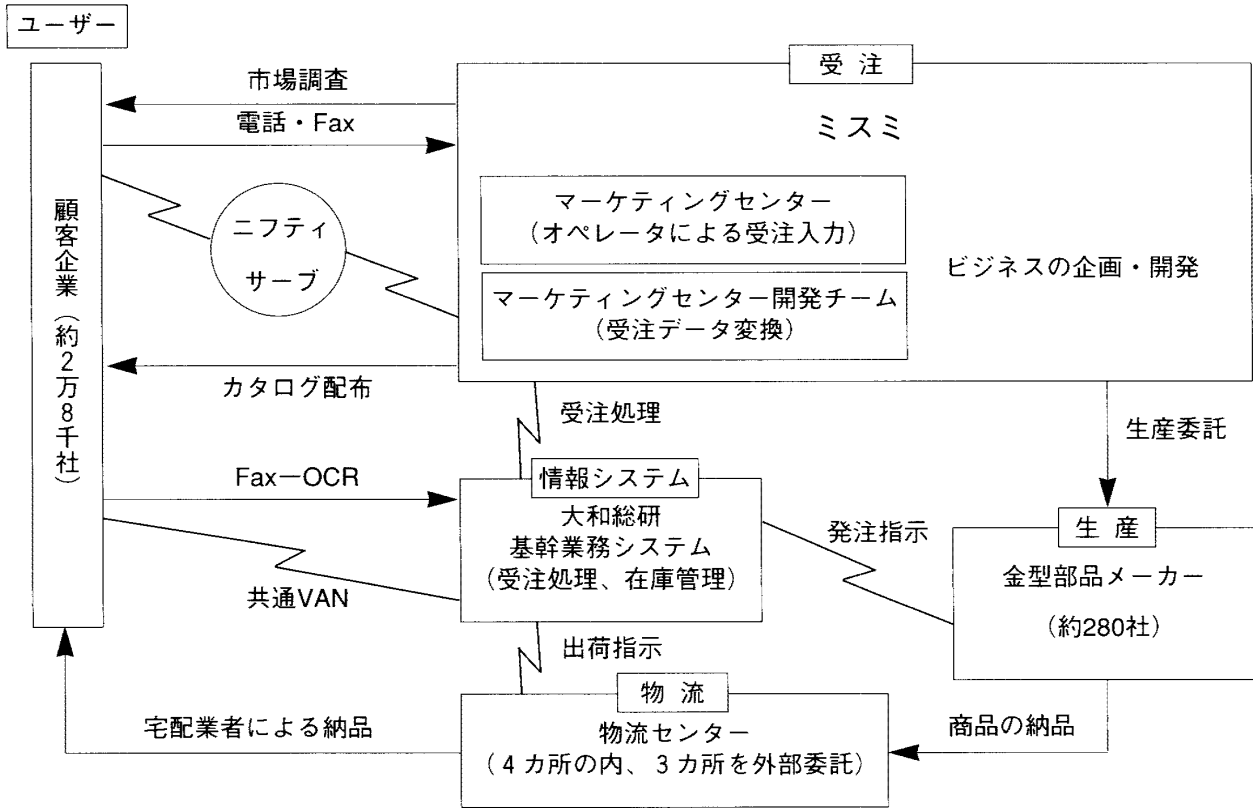 ユーザー
受 注
市場調査
電話・Fax
ミスミ
顧客企業（約２万８千社）
ニフティ
サーブ
マーケティングセンター
（オペレータによる受注入力）
ビジネスの企画・開発
マーケティングセンター開発チーム
（受注データ変換）
カタログ配布
受注処理
生産委託
Fax－OCR
情報システム
大和総研
基幹業務システム
（受注処理、在庫管理）
発注指示
生 産
金型部品メーカー
（約280社）
共通VAN
出荷指示
物 流
宅配業者による納品
物流センター
（４カ所の内、３カ所を外部委託）
商品の納品